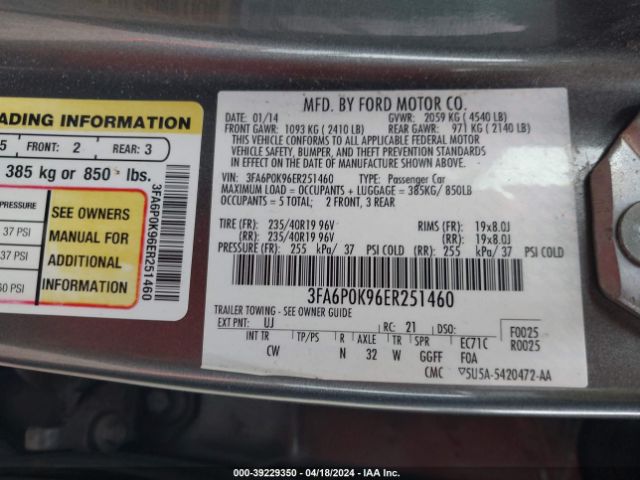 ADING INFORMATION
5 FRONT: 2 REAR: 3
385 kg or 850 lbs.
PRESSURE
37 PSI
37 PSI
60 PSI
SEE OWNERS
MANUAL FOR
ADDITIONAL
INFORMATION
3FA6P0K96ER251460
MFD. BY FORD MOTOR CO.
DATE: 01/14 GVWR: 2059 KG ( 4540 LB)
FRONT GAWR: 1093 KG ( 2410 LB) REAR GAWR: 971 KG ( 2140 LB)
THIS VEHICLE CONFORMS TO ALL APPLICABLE FEDERAL MOTOR
VEHICLE SAFETY, BUMPER, AND THEFT PREVENTION STANDARDS
IN EFFECT ON THE DATE OF MANUFACTURE SHOWN ABOVE.
VIN: 3FA6P0K96ER251460 TYPE: Passenger Car
MAXIMUM LOAD = OCCUPANTS + LUGGAGE = 385KG/ 850LB
OCCUPANTS = 5 TOTAL; 2 FRONT, 3 REAR
TIRE (FR): 235/40R19 96V RIMS (FR): 19x8.0J
(RR): 235/40R19 96V (RR): 19x8.0J
PRESSURE (FR): 255 kPa/ 37 PSI COLD (RR): 255 kPa/ 37 PSI COLD
3FA6P0K96ER251460
TRAILER TOWING - SEE OWNER GUIDE
EXT PNT: UJ RC: 21 DSO: F0025
R0025
INT TR TP/PS R AXLE TR SPR EC71C
CW N 32 W GGFF F0A
CMC ▽5U5A-5420472-AA
000-39229350 / 04/18/2024 - IAA Inc.